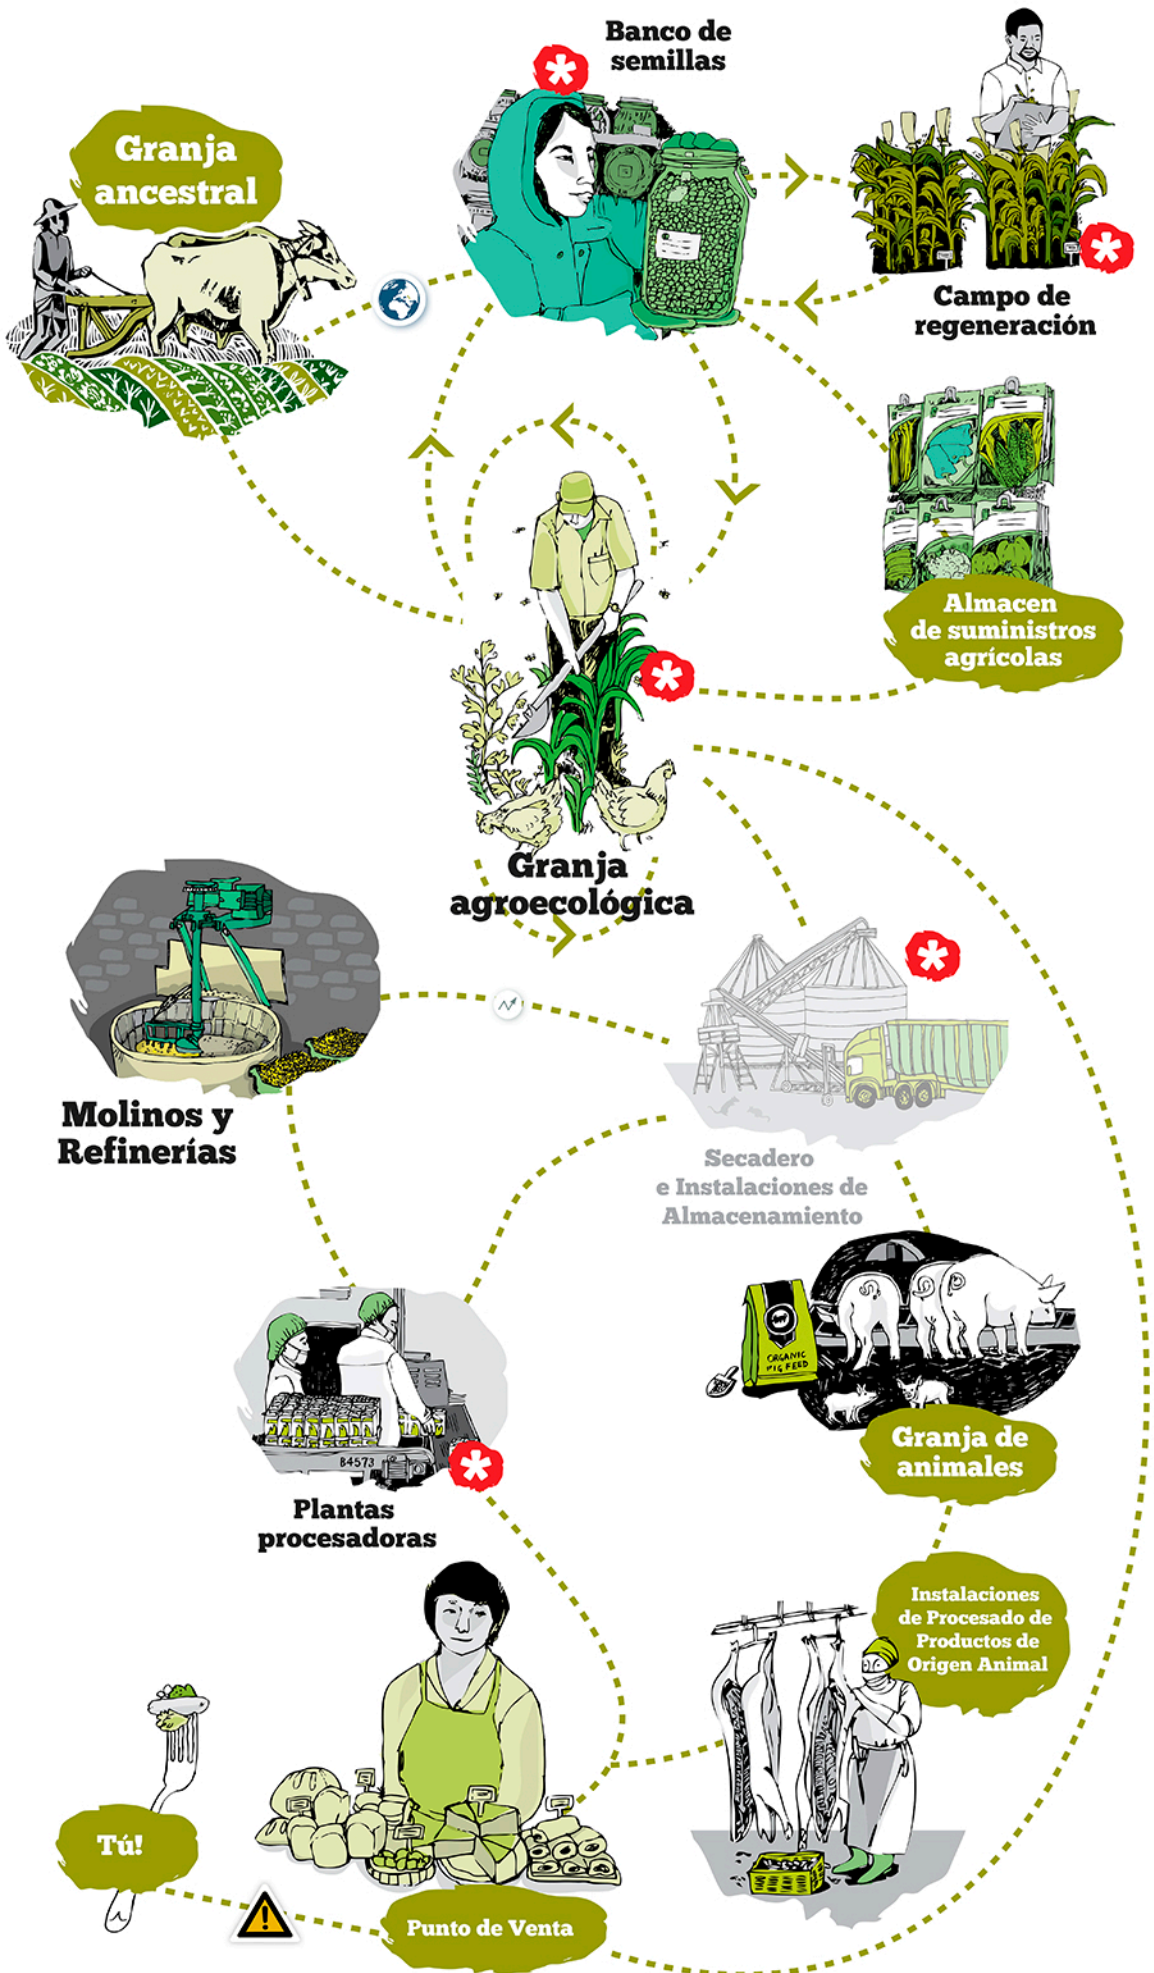 Banco de
semillas
Granja
ancestral
Campo de
regeneración
Almacen
de suministros
agrícolas
Granja
agroecológica
Molinos y
Refinerías
Secadero
e Instalaciones de
Almacenamiento
ORGANIC
PIG FEED
Granja de
animales
B4573
Plantas
procesadoras
Instalaciones
de Procesado de
Productos de
Origen Animal
Tú!
Punto de Venta